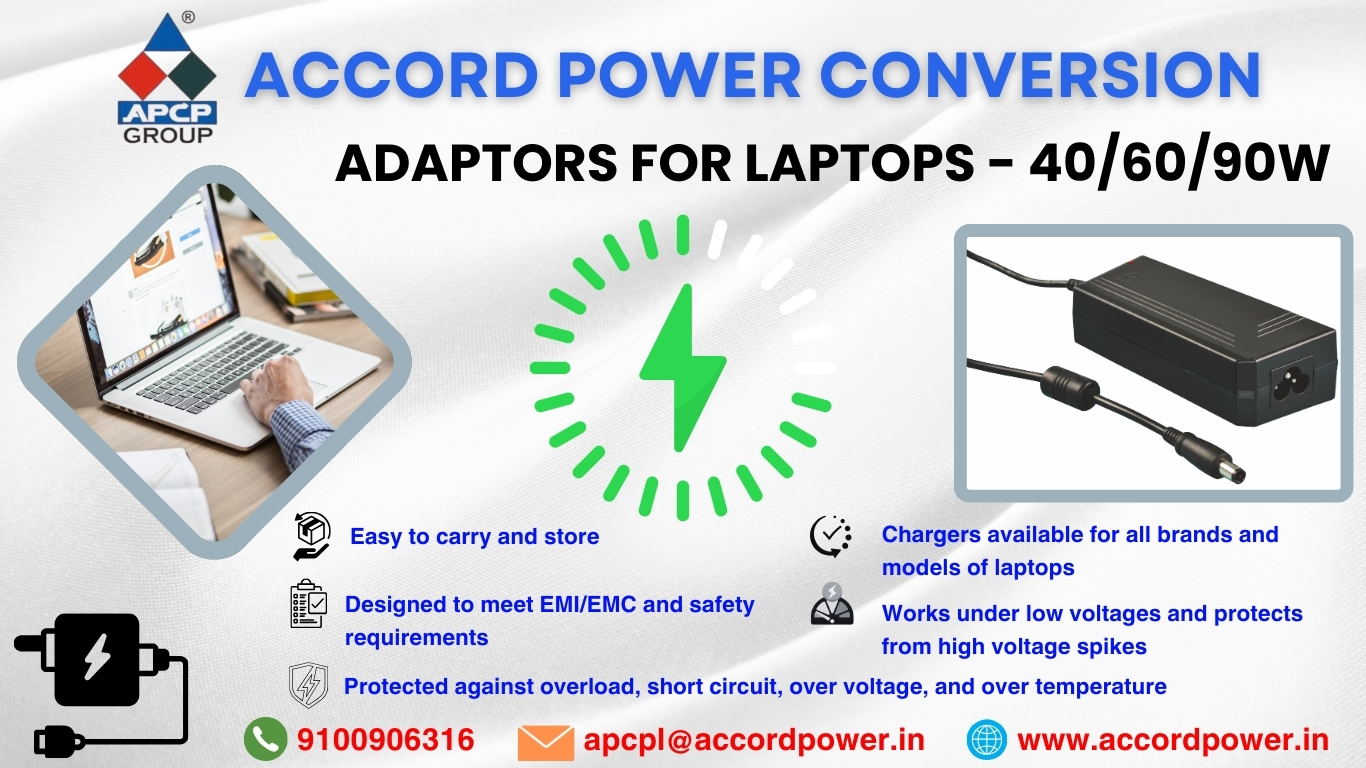 ®
APCP
GROUP
ACCORD POWER CONVERSION
ADAPTORS FOR LAPTOPS - 40/60/90W
Easy to carry and store
Designed to meet EMI/EMC and safety
requirements
Chargers available for all brands and
models of laptops
Works under low voltages and protects
from high voltage spikes
Protected against overload, short circuit, over voltage, and over temperature
9100906316
apcpl@accordpower.in
www.accordpower.in